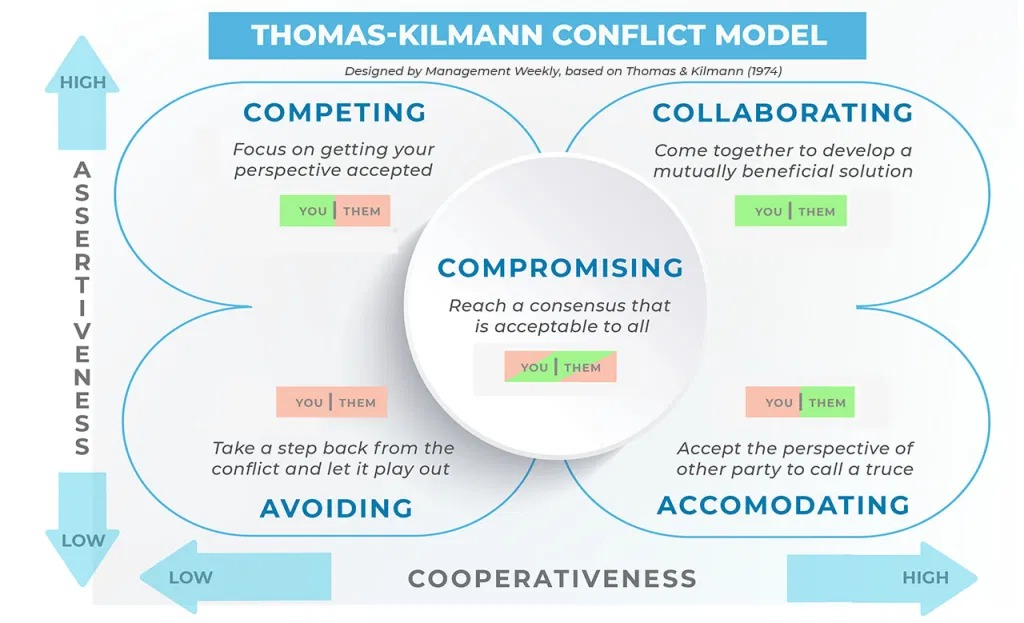 THOMAS-KILMANN CONFLICT MODEL
Designed by Management Weekly, based on Thomas & Kilmann (1974)
HIGH
ASSERTIVENESS
LOW
COMPETING
Focus on getting your
perspective accepted
YOU | THEM
COLLABORATING
Come together to develop a
mutually beneficial solution
YOU | THEM
COMPROMISING
Reach a consensus that
is acceptable to all
YOU | THEM
YOU | THEM
Take a step back from the
conflict and let it play out
AVOIDING
YOU | THEM
Accept the perspective of
other party to call a truce
ACCOMODATING
LOW
COOPERATIVENESS
HIGH